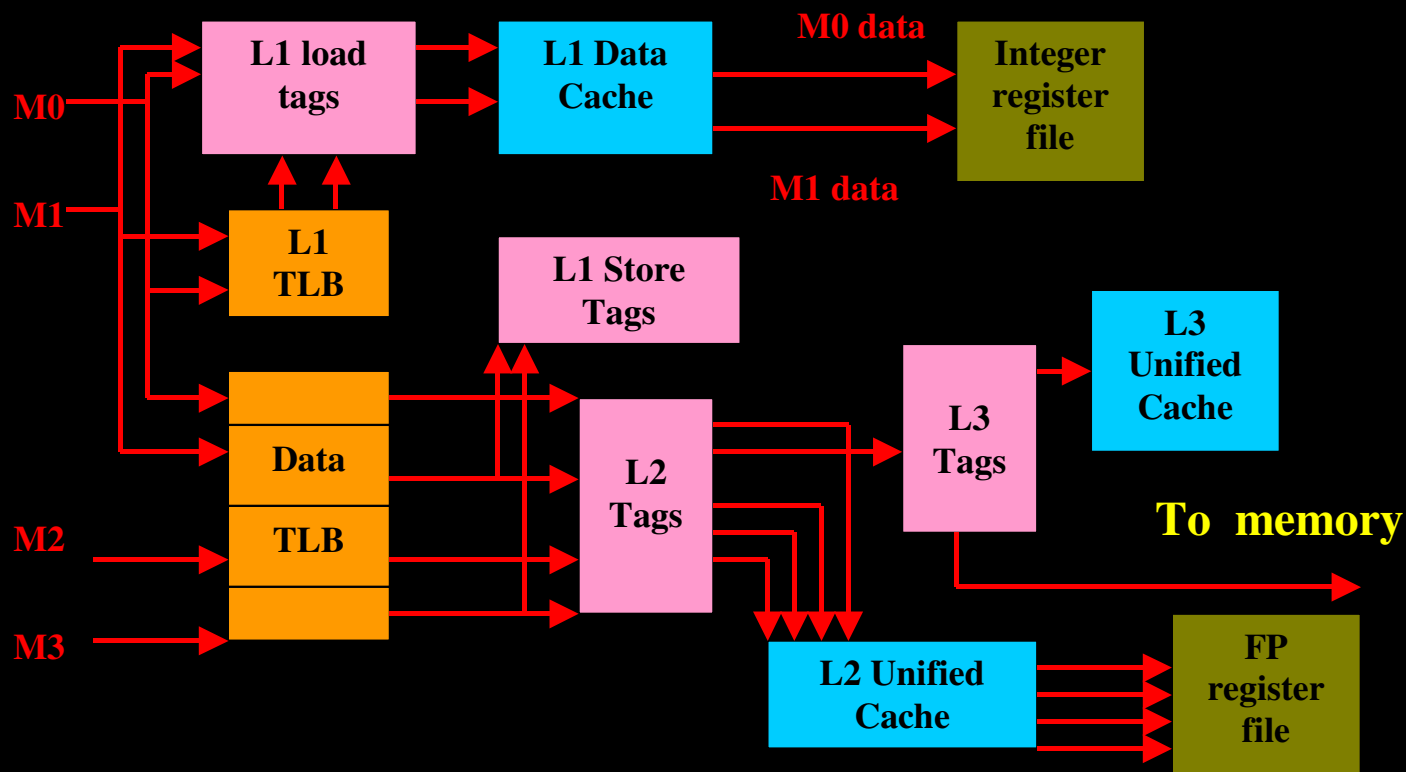 M0 data
L1 load
tags
L1 Data
Cache
Integer
register
file
M0
M1 data
M1
L1
TLB
L1 Store
Tags
L3
Unified
Cache
Data
TLB
L2
Tags
L3
Tags
To memory
M2
M3
L2 Unified
Cache
FP
register
file